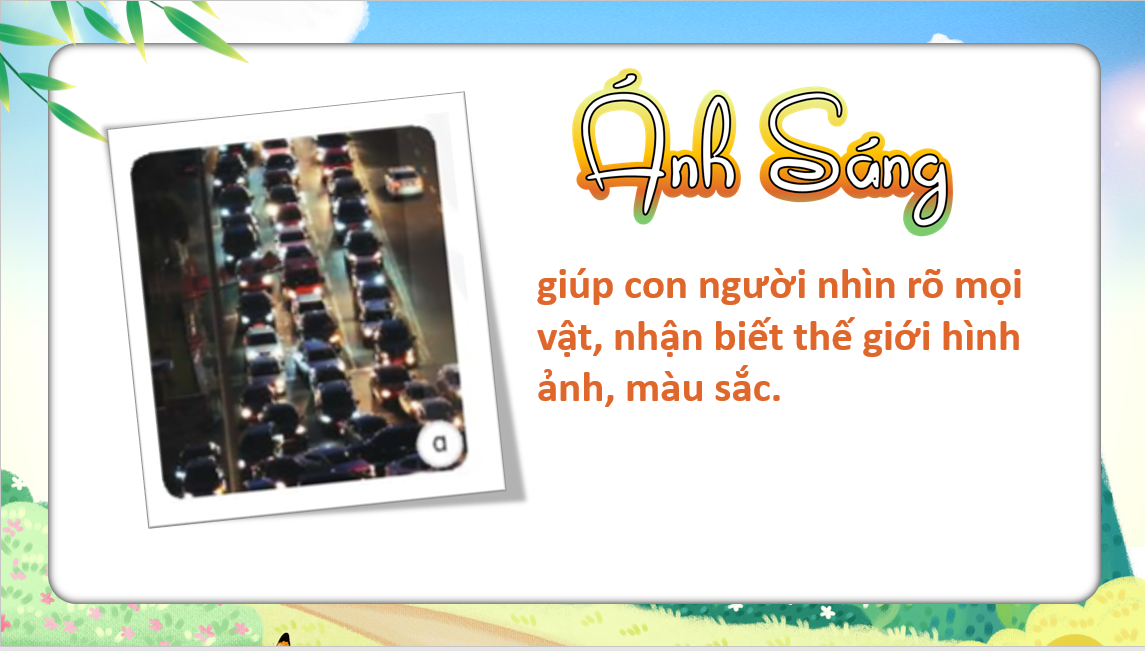 Ánh Sáng
giúp con người nhìn rõ mọi
vật, nhận biết thế giới hình
ảnh, màu sắc.
a